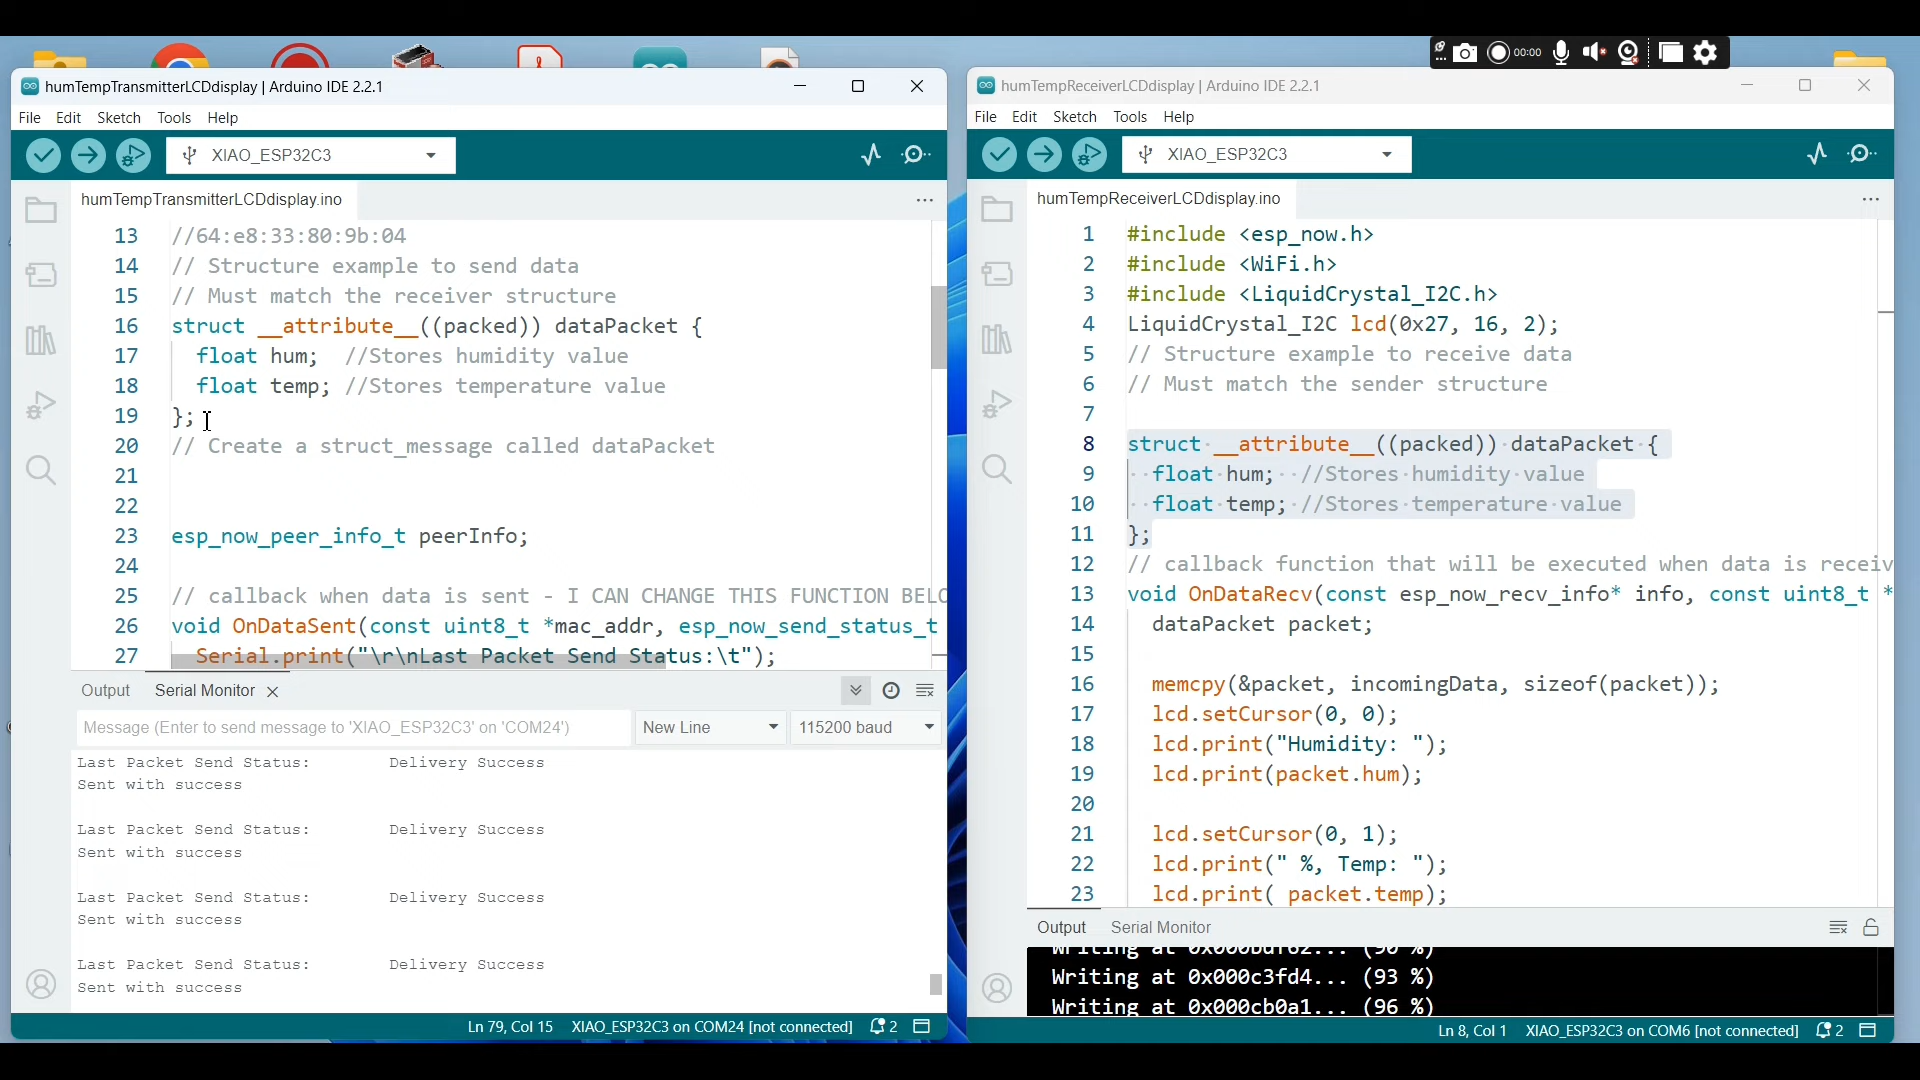 00:00
humTempTransmitterLCDdisplay | Arduino IDE 2.2.1
File Edit Sketch Tools Help
XIAO_ESP32C3
humTempTransmitterLCDdisplay.ino
13 //64:e8:33:80:9b:04
14 // Structure example to send data
15 // Must match the receiver structure
16 struct __attribute__((packed)) dataPacket {
17 float hum; //Stores humidity value
18 float temp; //Stores temperature value
19 };
20 // Create a struct_message called dataPacket
21
22
23 esp_now_peer_info_t peerInfo;
24
25 // callback when data is sent - I CAN CHANGE THIS FUNCTION BELO
26 void OnDataSent(const uint8_t *mac_addr, esp_now_send_status_t
27 Serial.print("\r\nLast Packet Send Status:\t");
Output Serial Monitor
Message (Enter to send message to 'XIAO_ESP32C3' on 'COM24') New Line 115200 baud
Last Packet Send Status: Delivery Success
Sent with success
Last Packet Send Status: Delivery Success
Sent with success
Last Packet Send Status: Delivery Success
Sent with success
Last Packet Send Status: Delivery Success
Sent with success
Ln 79, Col 15 XIAO_ESP32C3 on COM24 [not connected] 2
humTempReceiverLCDdisplay | Arduino IDE 2.2.1
File Edit Sketch Tools Help
XIAO_ESP32C3
humTempReceiverLCDdisplay.ino
1 #include <esp_now.h>
2 #include <WiFi.h>
3 #include <LiquidCrystal_I2C.h>
4 LiquidCrystal_I2C lcd(0x27, 16, 2);
5 // Structure example to receive data
6 // Must match the sender structure
7
8 struct __attribute__((packed)) dataPacket {
9 float hum; //Stores humidity value
10 float temp; //Stores temperature value
11 };
12 // callback function that will be executed when data is receiv
13 void OnDataRecv(const esp_now_recv_info* info, const uint8_t *
14 dataPacket packet;
15
16 memcpy(&packet, incomingData, sizeof(packet));
17 lcd.setCursor(0, 0);
18 lcd.print("Humidity: ");
19 lcd.print(packet.hum);
20
21 lcd.setCursor(0, 1);
22 lcd.print(" %, Temp: ");
23 lcd.print( packet.temp);
Output Serial Monitor
Writing at (90 %)
Writing at 0x000c3fd4... (93 %)
Writing at 0x000cb0a1... (96 %)
Ln 8, Col 1 XIAO_ESP32C3 on COM6 [not connected] 2